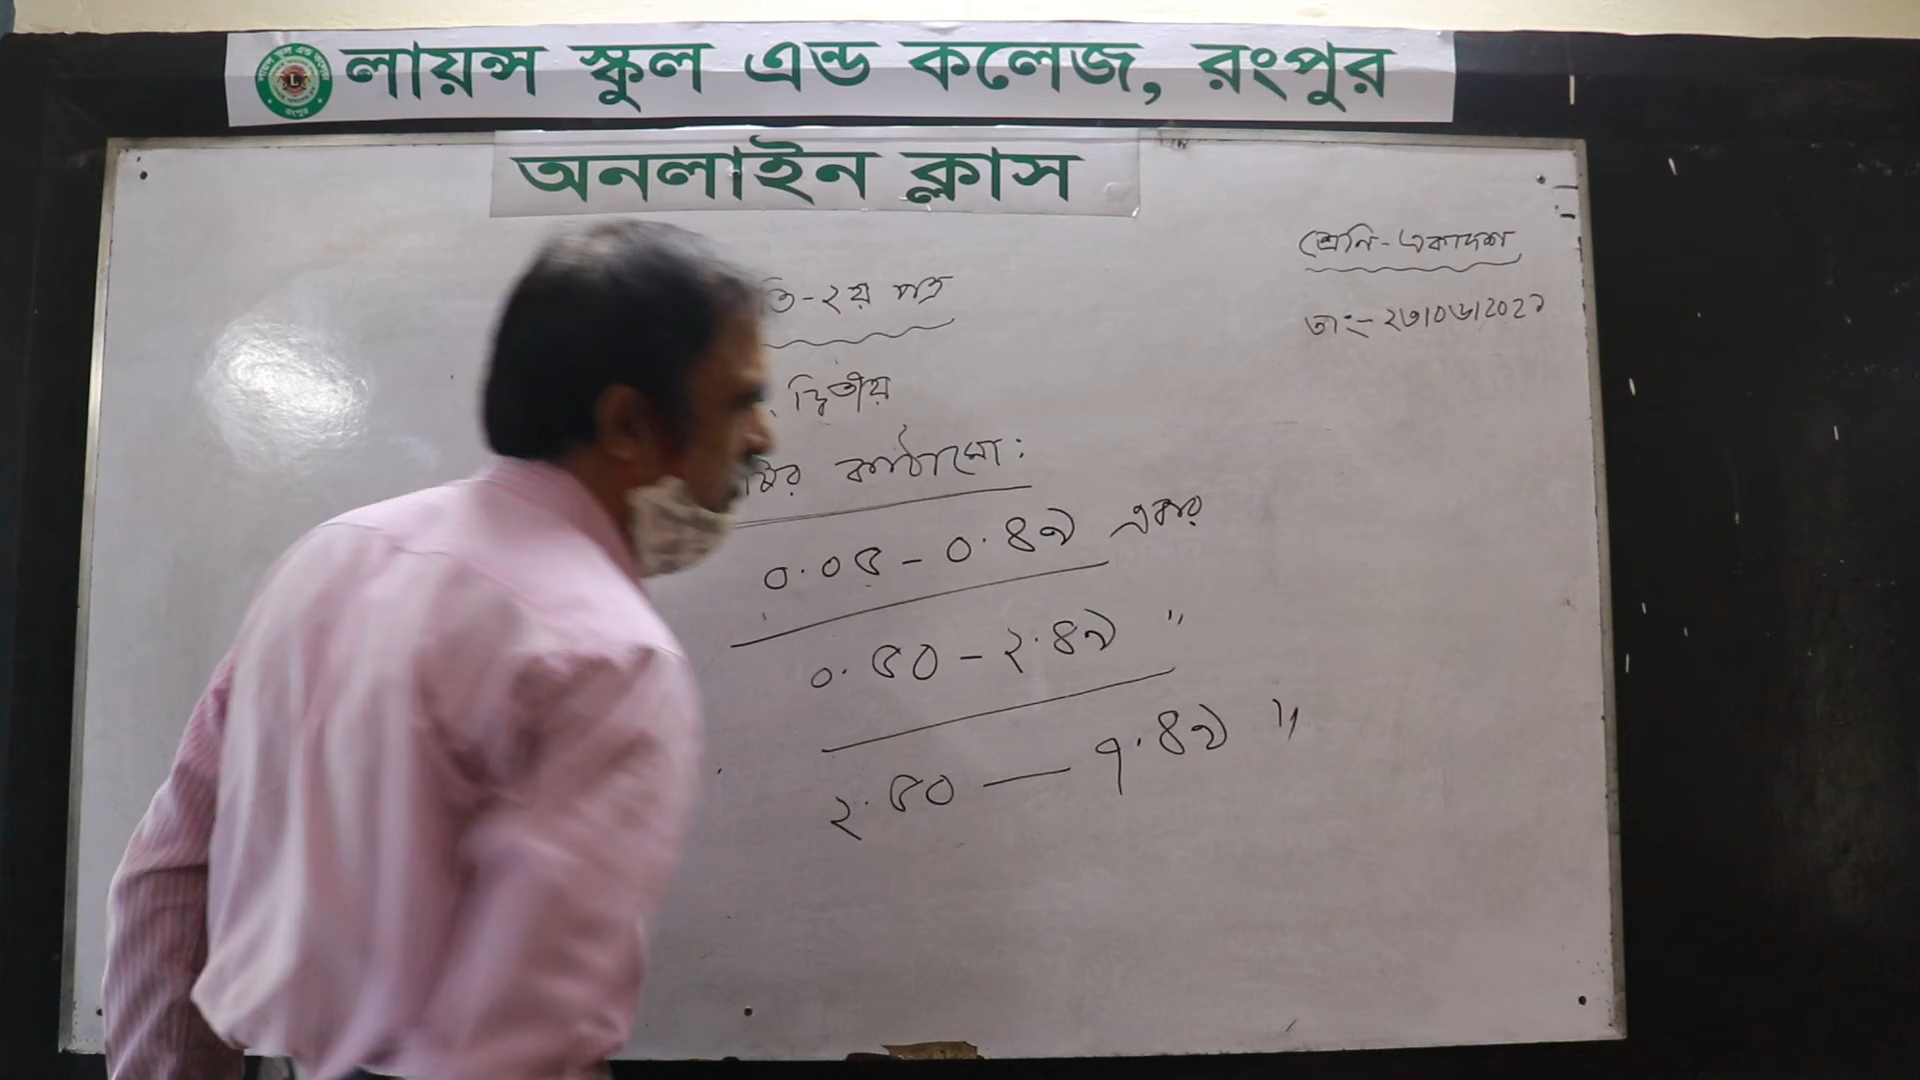 লায়ন্স স্কুল এন্ড কলেজ, রংপুর
অনলাইন ক্লাস
শ্রেনি-একাদশ
তি-২য় পত্র
তাং-২৩।০৬।২০২১
দ্বিতীয়
কাঠামো:
০.০৫-০.৪৯ একর
০.৫০-২.৪৯ "
২.৫০ — ৭.৪৯ "